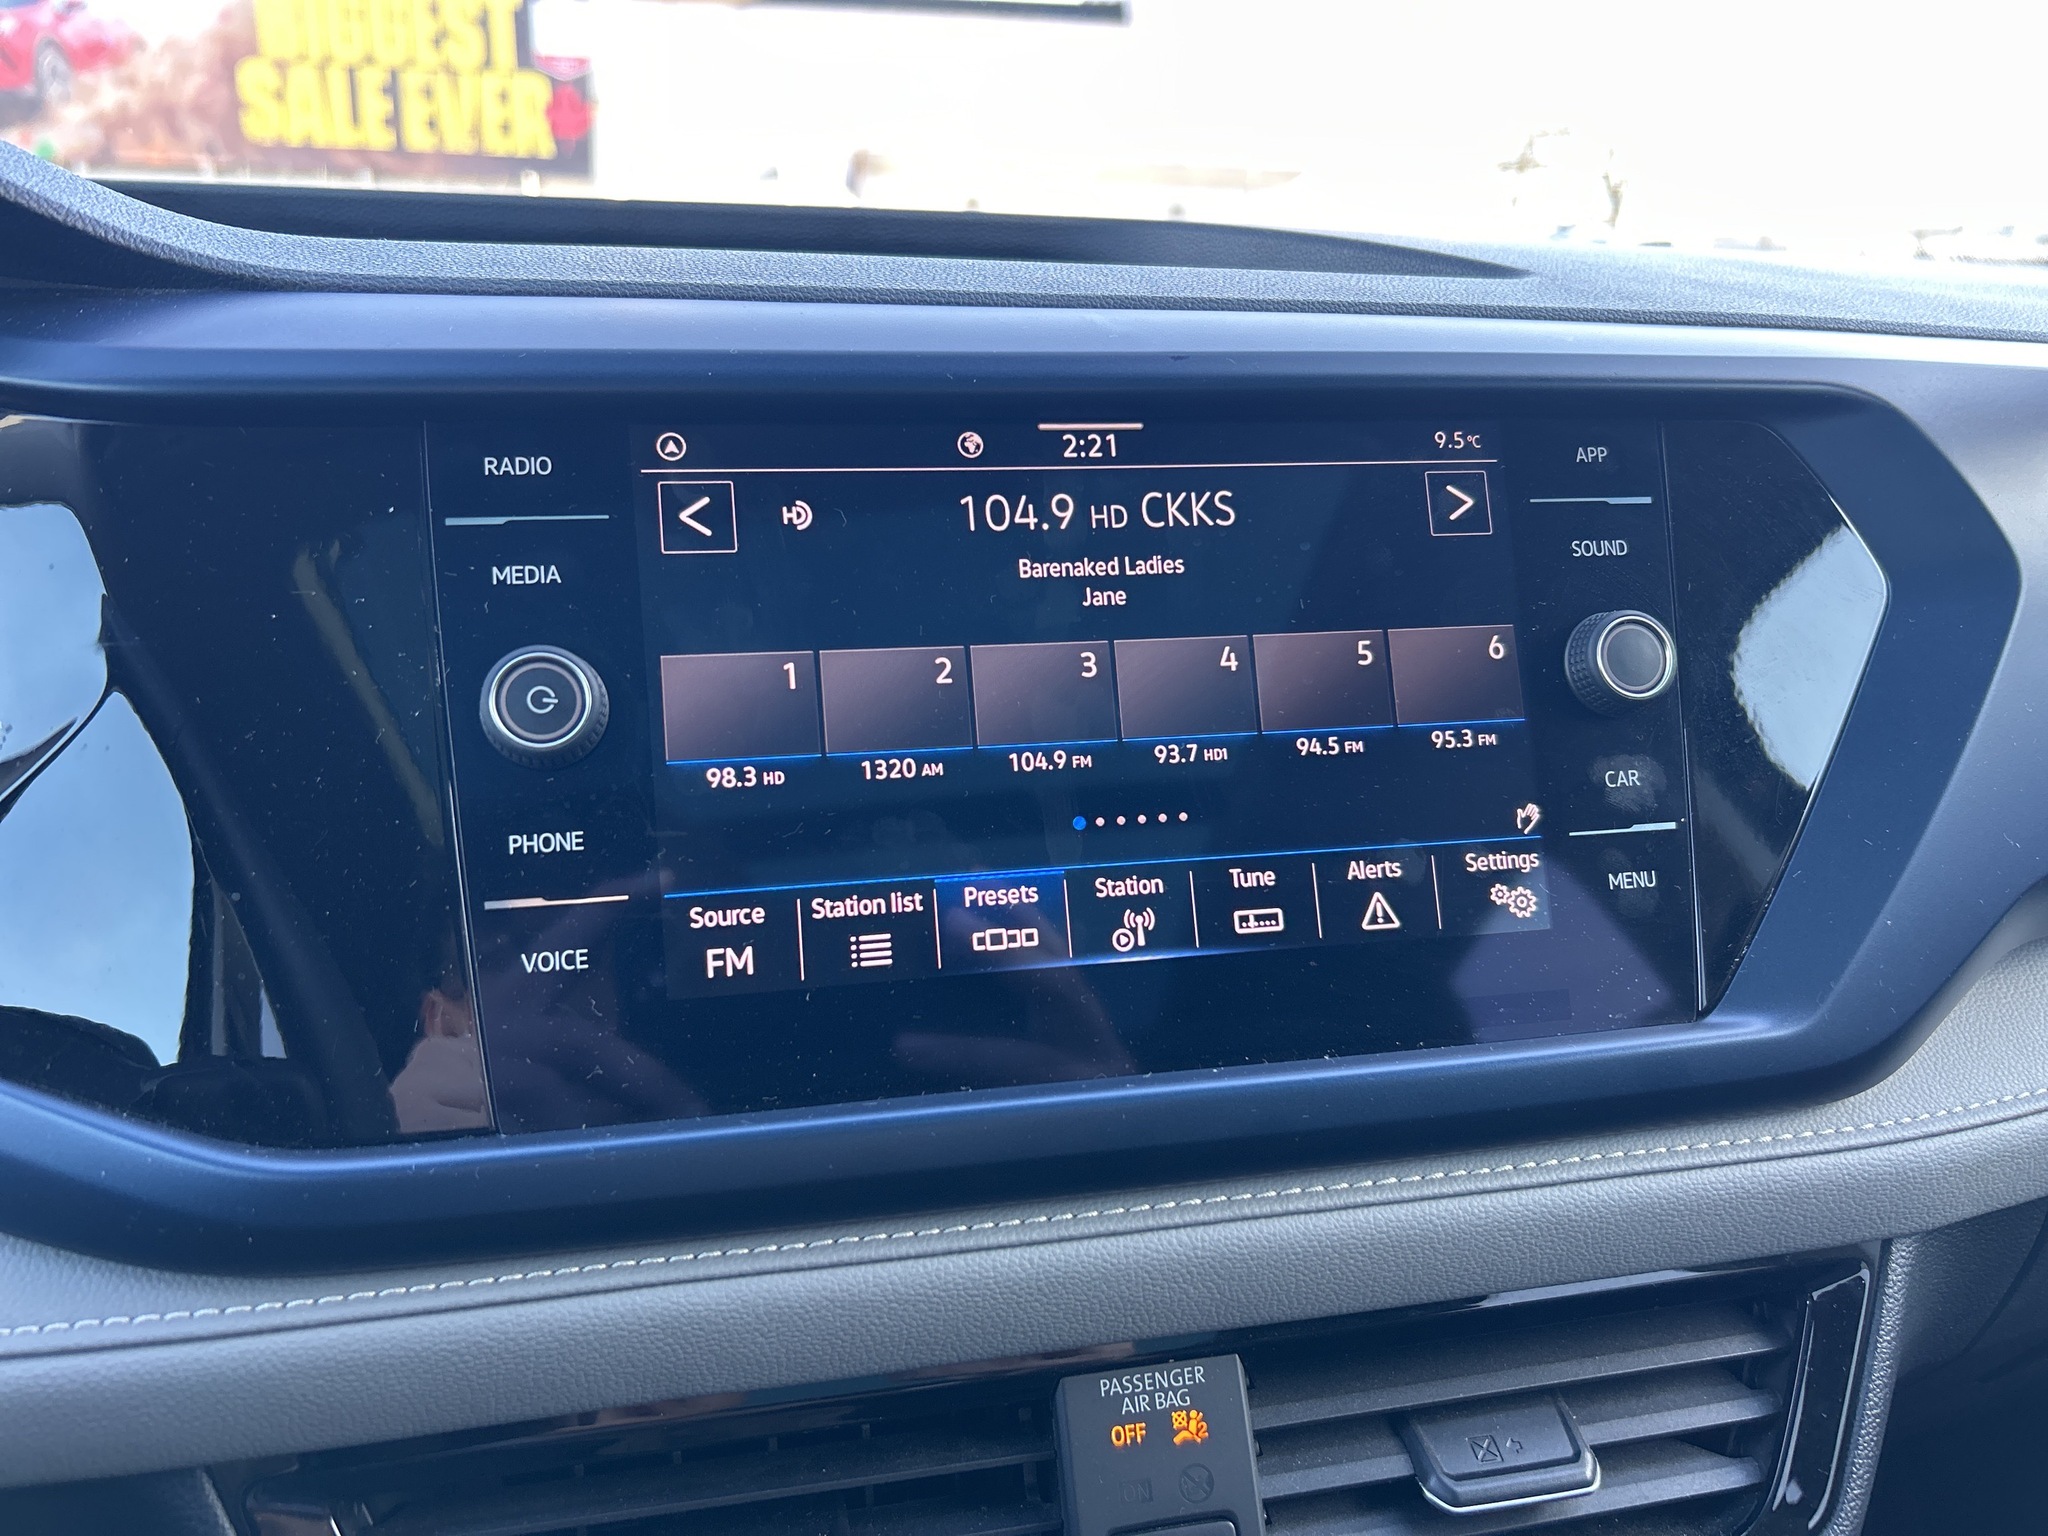 BIGGEST
SALE EVER
RADIO
MEDIA
PHONE
VOICE
2:21
9.5°C
<
HD
104.9 HD CKKS
>
Barenaked Ladies
Jane
1 2 3 4 5 6
98.3 HD 1320 AM 104.9 FM 93.7 HD1 94.5 FM 95.3 FM
Source Station list Presets Station Tune Alerts Settings
FM
APP
SOUND
CAR
MENU
PASSENGER
AIR BAG
OFF 2
ON